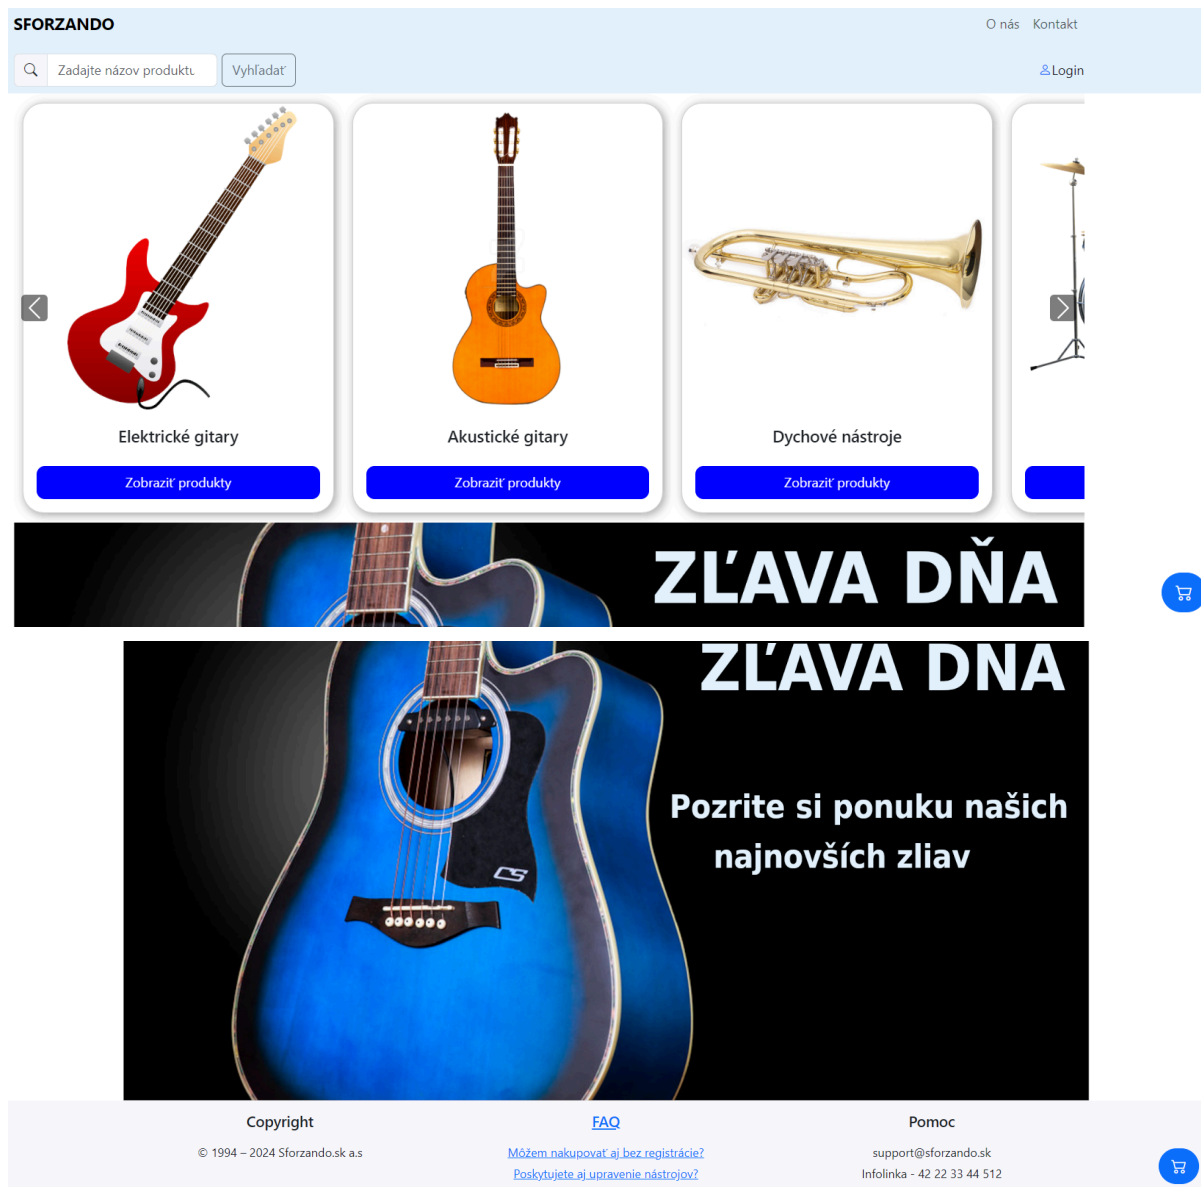 SFORZANDO
O nás Kontakt
Zadajte názov produktu
Vyhľadať
Login
Elektrické gitary
Akustické gitary
Dychové nástroje
Zobraziť produkty
Zobraziť produkty
Zobraziť produkty
ZĽAVA DŇA
ZĽAVA DŇA
Pozrite si ponuku našich
najnovších zliav
CS
Copyright
© 1994 – 2024 Sforzando.sk a.s
FAQ
Môžem nakupovať aj bez registrácie?
Poskytujete aj upravenie nástrojov?
Pomoc
support@sforzando.sk
Infolinka - 42 22 33 44 512